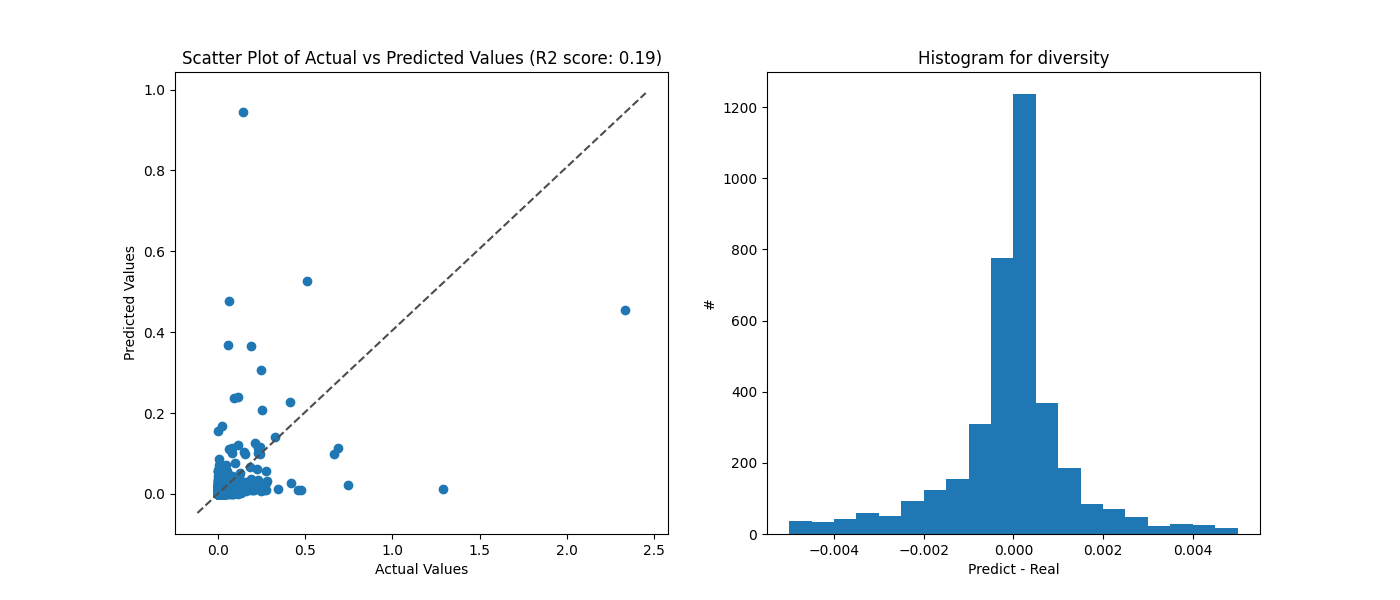 Scatter Plot of Actual vs Predicted Values (R2 score: 0.19)
1.0
0.8
0.6
0.4
0.2
0.0
Predicted Values
0.0 0.5 1.0 1.5 2.0 2.5
Actual Values
Histogram for diversity
1200
1000
800
600
400
200
0
#
−0.004 −0.002 0.000 0.002 0.004
Predict - Real